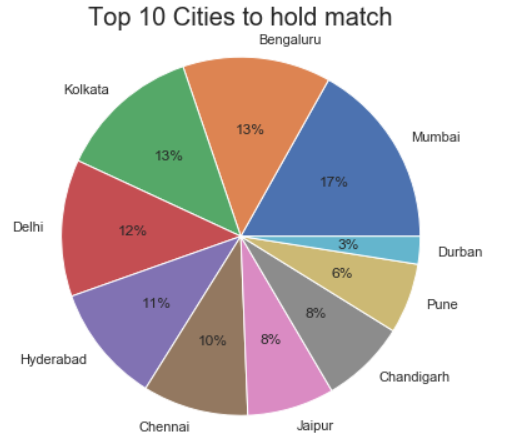 Top 10 Cities to hold match
Bengaluru
Kolkata
13%
Mumbai
13%
17%
Delhi
12%
3%
Durban
6%
Pune
11%
8%
10%
8%
Hyderabad
Chandigarh
Chennai
Jaipur